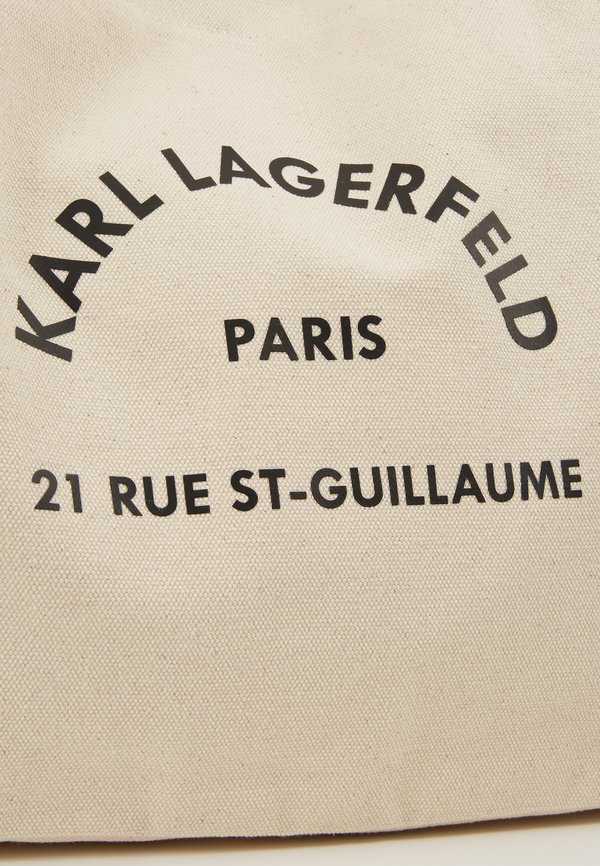 KARL LAGERFELD
PARIS
21 RUE ST-GUILLAUME